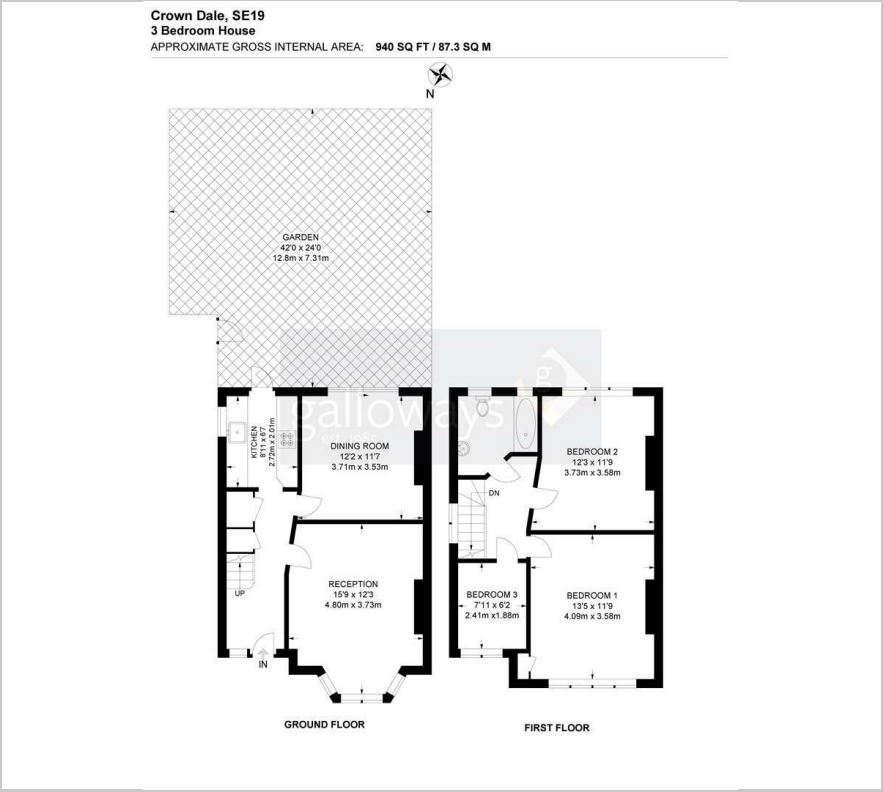 Crown Dale, SE19
3 Bedroom House
APPROXIMATE GROSS INTERNAL AREA: 940 SQ FT / 87.3 SQ M
N
GARDEN
42'0 x 24'0
12.8m x 7.31m
galloways
g
KITCHEN
8'11 x 6'7
2.72m x 2.01m
DINING ROOM
12'2 x 11'7
3.71m x 3.53m
BEDROOM 2
12'3 x 11'9
3.73m x 3.58m
DN
UP
RECEPTION
15'9 x 12'3
4.80m x 3.73m
BEDROOM 3
7'11 x 6'2
2.41m x1.88m
BEDROOM 1
13'5 x 11'9
4.09m x 3.58m
IN
GROUND FLOOR
FIRST FLOOR